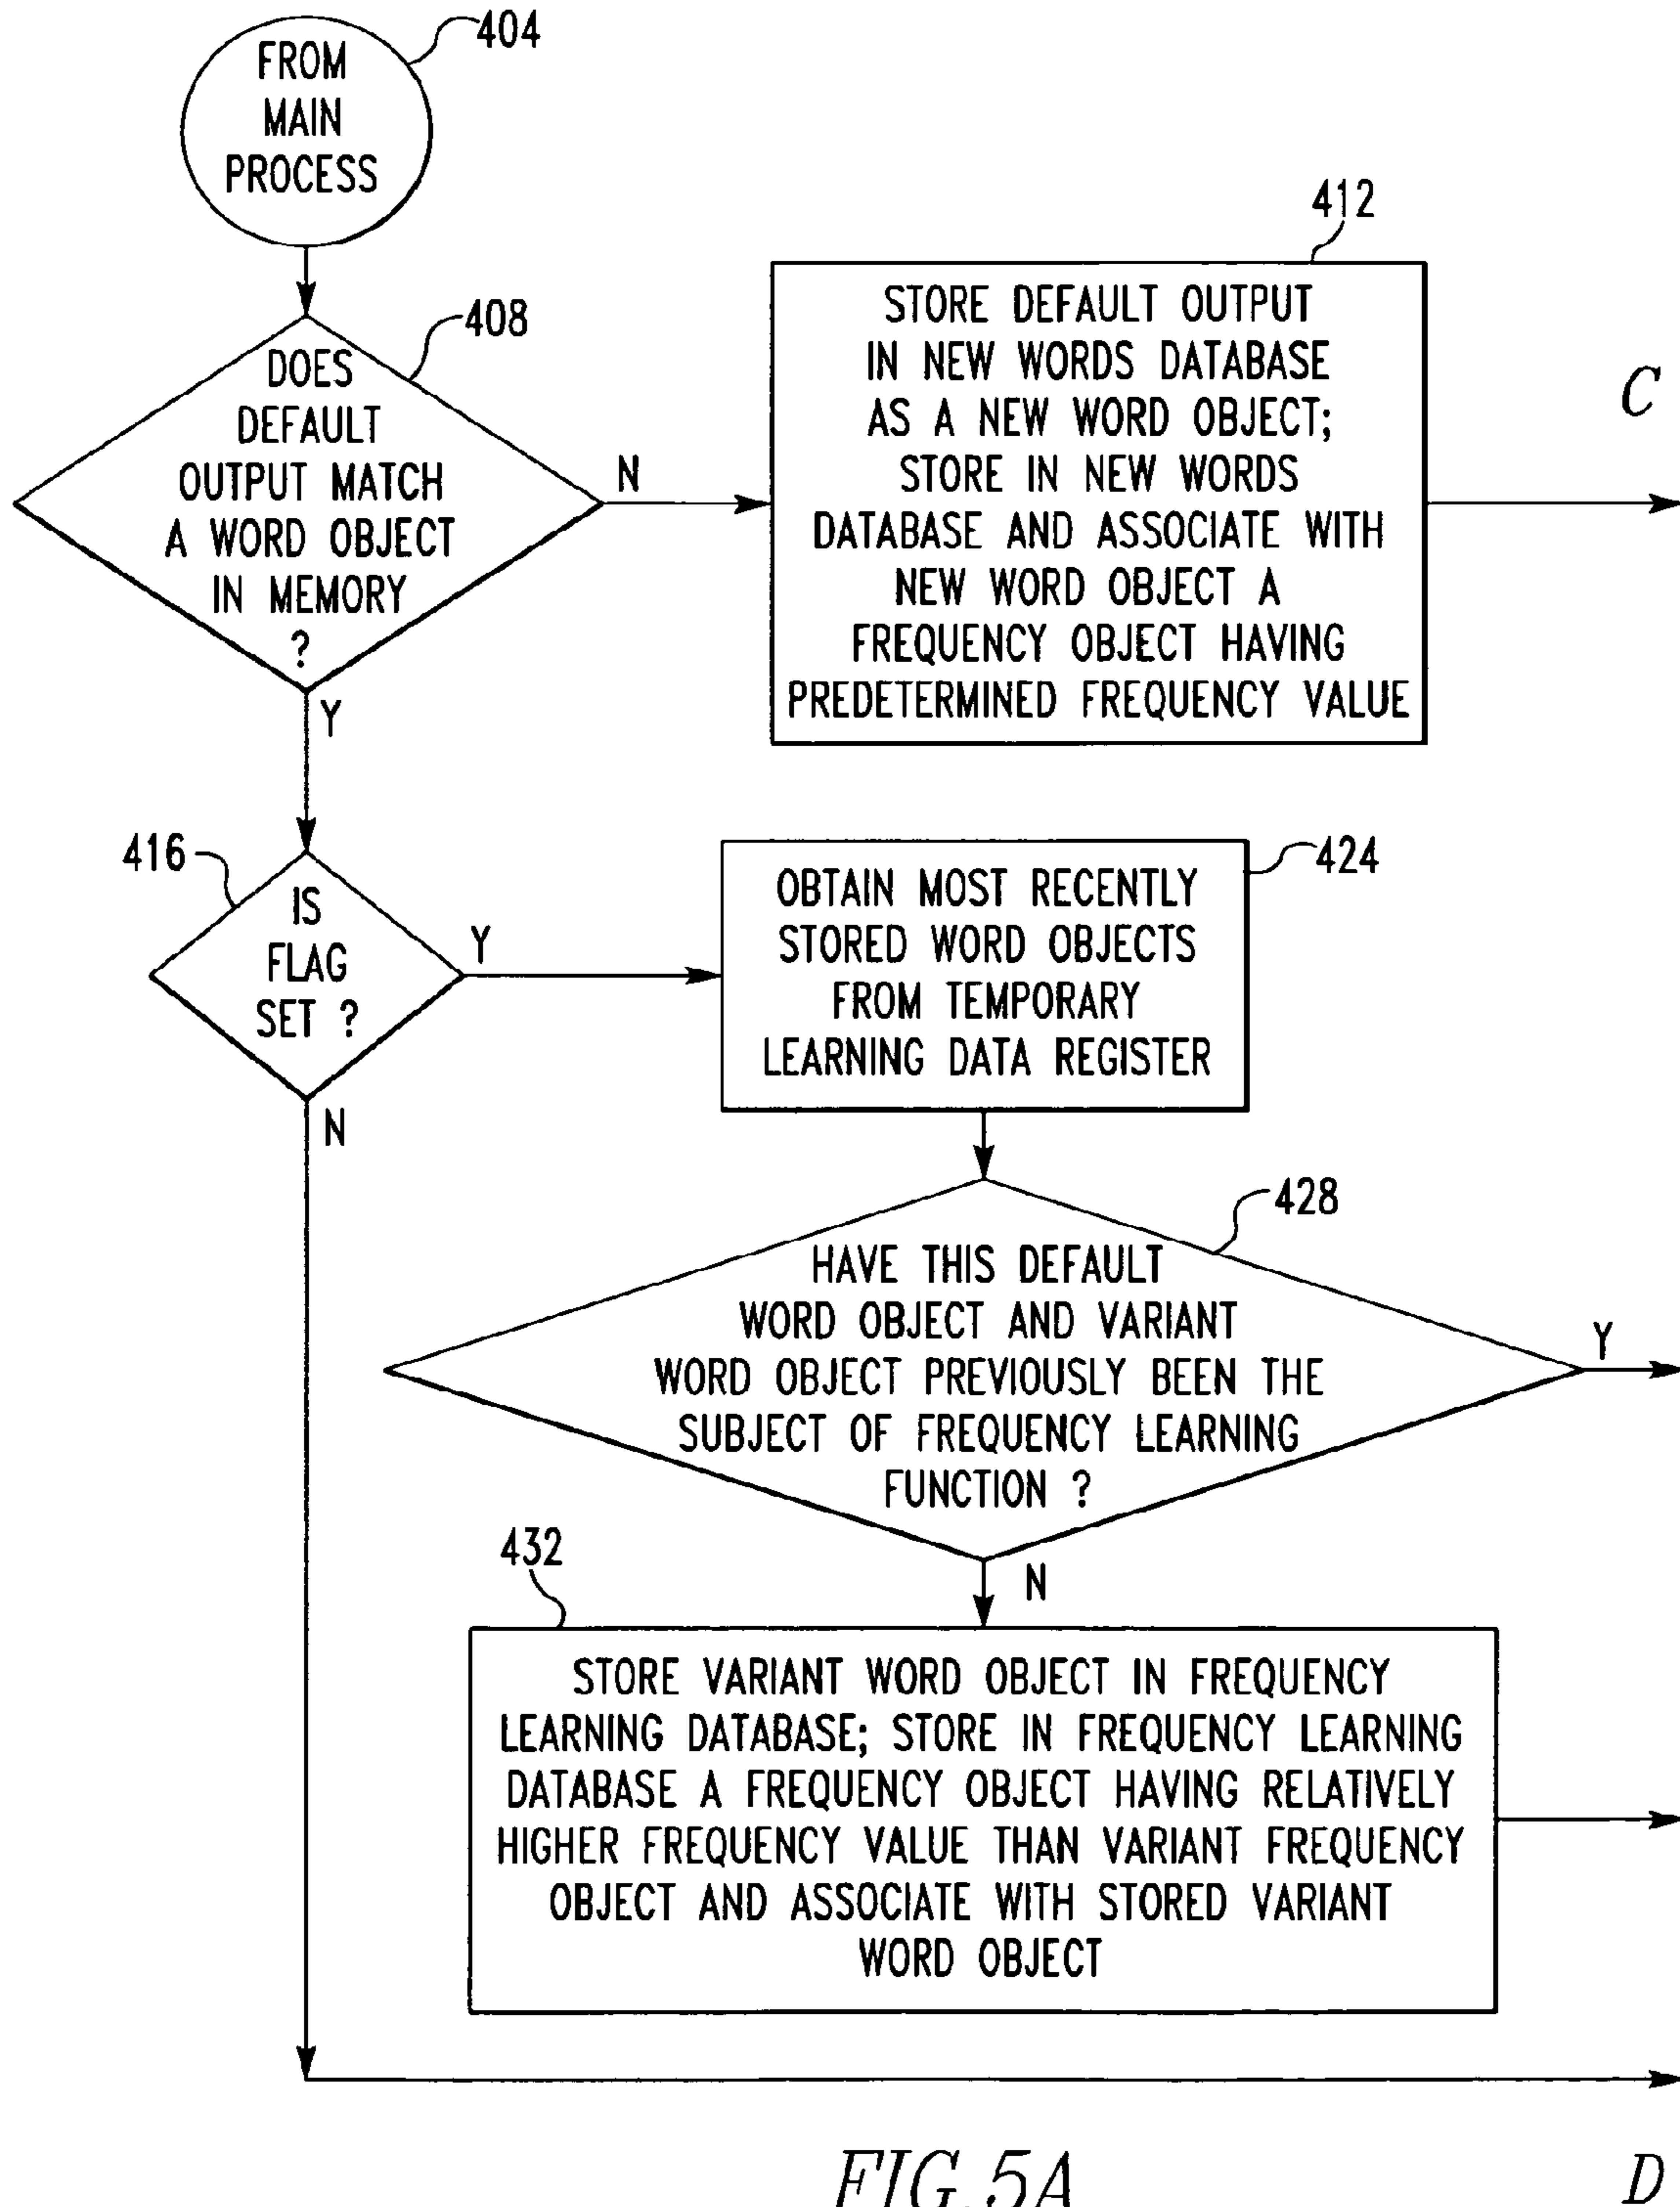 404
FROM
MAIN
PROCESS
408
DOES
DEFAULT
OUTPUT MATCH
A WORD OBJECT
IN MEMORY
?
N
Y
412
STORE DEFAULT OUTPUT
IN NEW WORDS DATABASE
AS A NEW WORD OBJECT;
STORE IN NEW WORDS
DATABASE AND ASSOCIATE WITH
NEW WORD OBJECT A
FREQUENCY OBJECT HAVING
PREDETERMINED FREQUENCY VALUE
C
416
IS
FLAG
SET ?
Y
N
424
OBTAIN MOST RECENTLY
STORED WORD OBJECTS
FROM TEMPORARY
LEARNING DATA REGISTER
428
HAVE THIS DEFAULT
WORD OBJECT AND VARIANT
WORD OBJECT PREVIOUSLY BEEN THE
SUBJECT OF FREQUENCY LEARNING
FUNCTION ?
Y
N
432
STORE VARIANT WORD OBJECT IN FREQUENCY
LEARNING DATABASE; STORE IN FREQUENCY LEARNING
DATABASE A FREQUENCY OBJECT HAVING RELATIVELY
HIGHER FREQUENCY VALUE THAN VARIANT FREQUENCY
OBJECT AND ASSOCIATE WITH STORED VARIANT
WORD OBJECT
FIG.5A
D